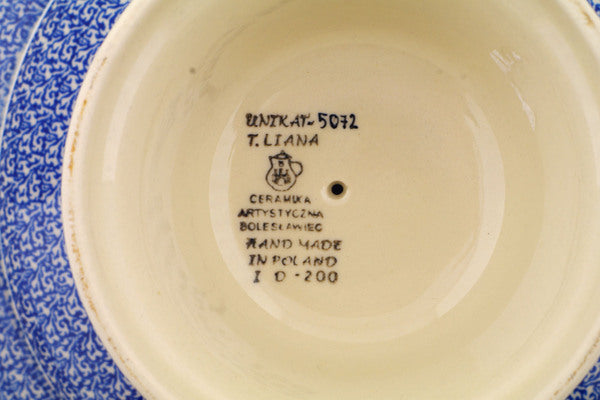 UNIKAT-5072
T. LIANA
CERAMIKA
ARTYSTYCZNA
BOLESŁAWIEC
HAND MADE
IN POLAND
I D -200